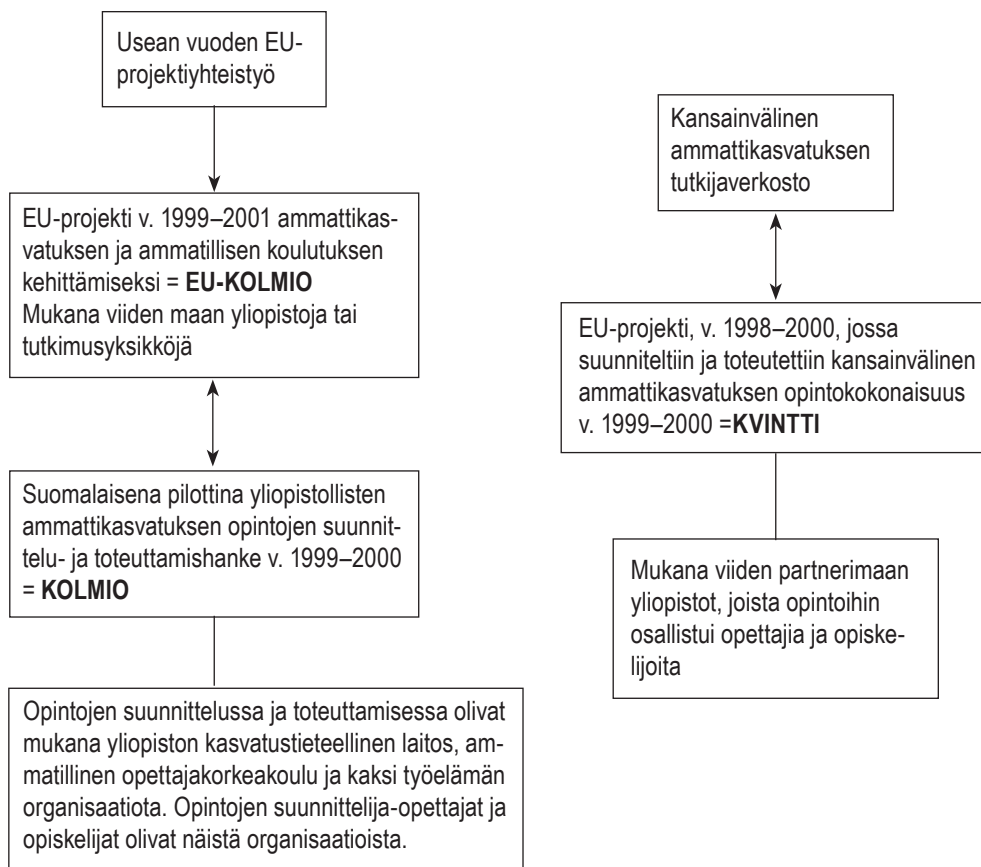 Usean vuoden EU-
projektiyhteistyö
EU-projekti v. 1999–2001 ammattikas-
vatuksen ja ammatillisen koulutuksen
kehittämiseksi = EU-KOLMIO
Mukana viiden maan yliopistoja tai
tutkimusyksikköjä
Suomalaisena pilottina yliopistollisten
ammattikasvatuksen opintojen suunnit-
telu- ja toteuttamishanke v. 1999–2000
= KOLMIO
Opintojen suunnittelussa ja toteuttamisessa olivat
mukana yliopiston kasvatustieteellinen laitos, am-
matillinen opettajakorkeakoulu ja kaksi työelämän
organisaatiota. Opintojen suunnittelija-opettajat ja
opiskelijat olivat näistä organisaatioista.
Kansainvälinen
ammattikasvatuksen
tutkijaverkosto
EU-projekti, v. 1998–2000, jossa
suunniteltiin ja toteutettiin kansainvälinen
ammattikasvatuksen opintokokonaisuus
v. 1999–2000 =KVINTTI
Mukana viiden partnerimaan
yliopistot, joista opintoihin
osallistui opettajia ja opiske-
lijoita